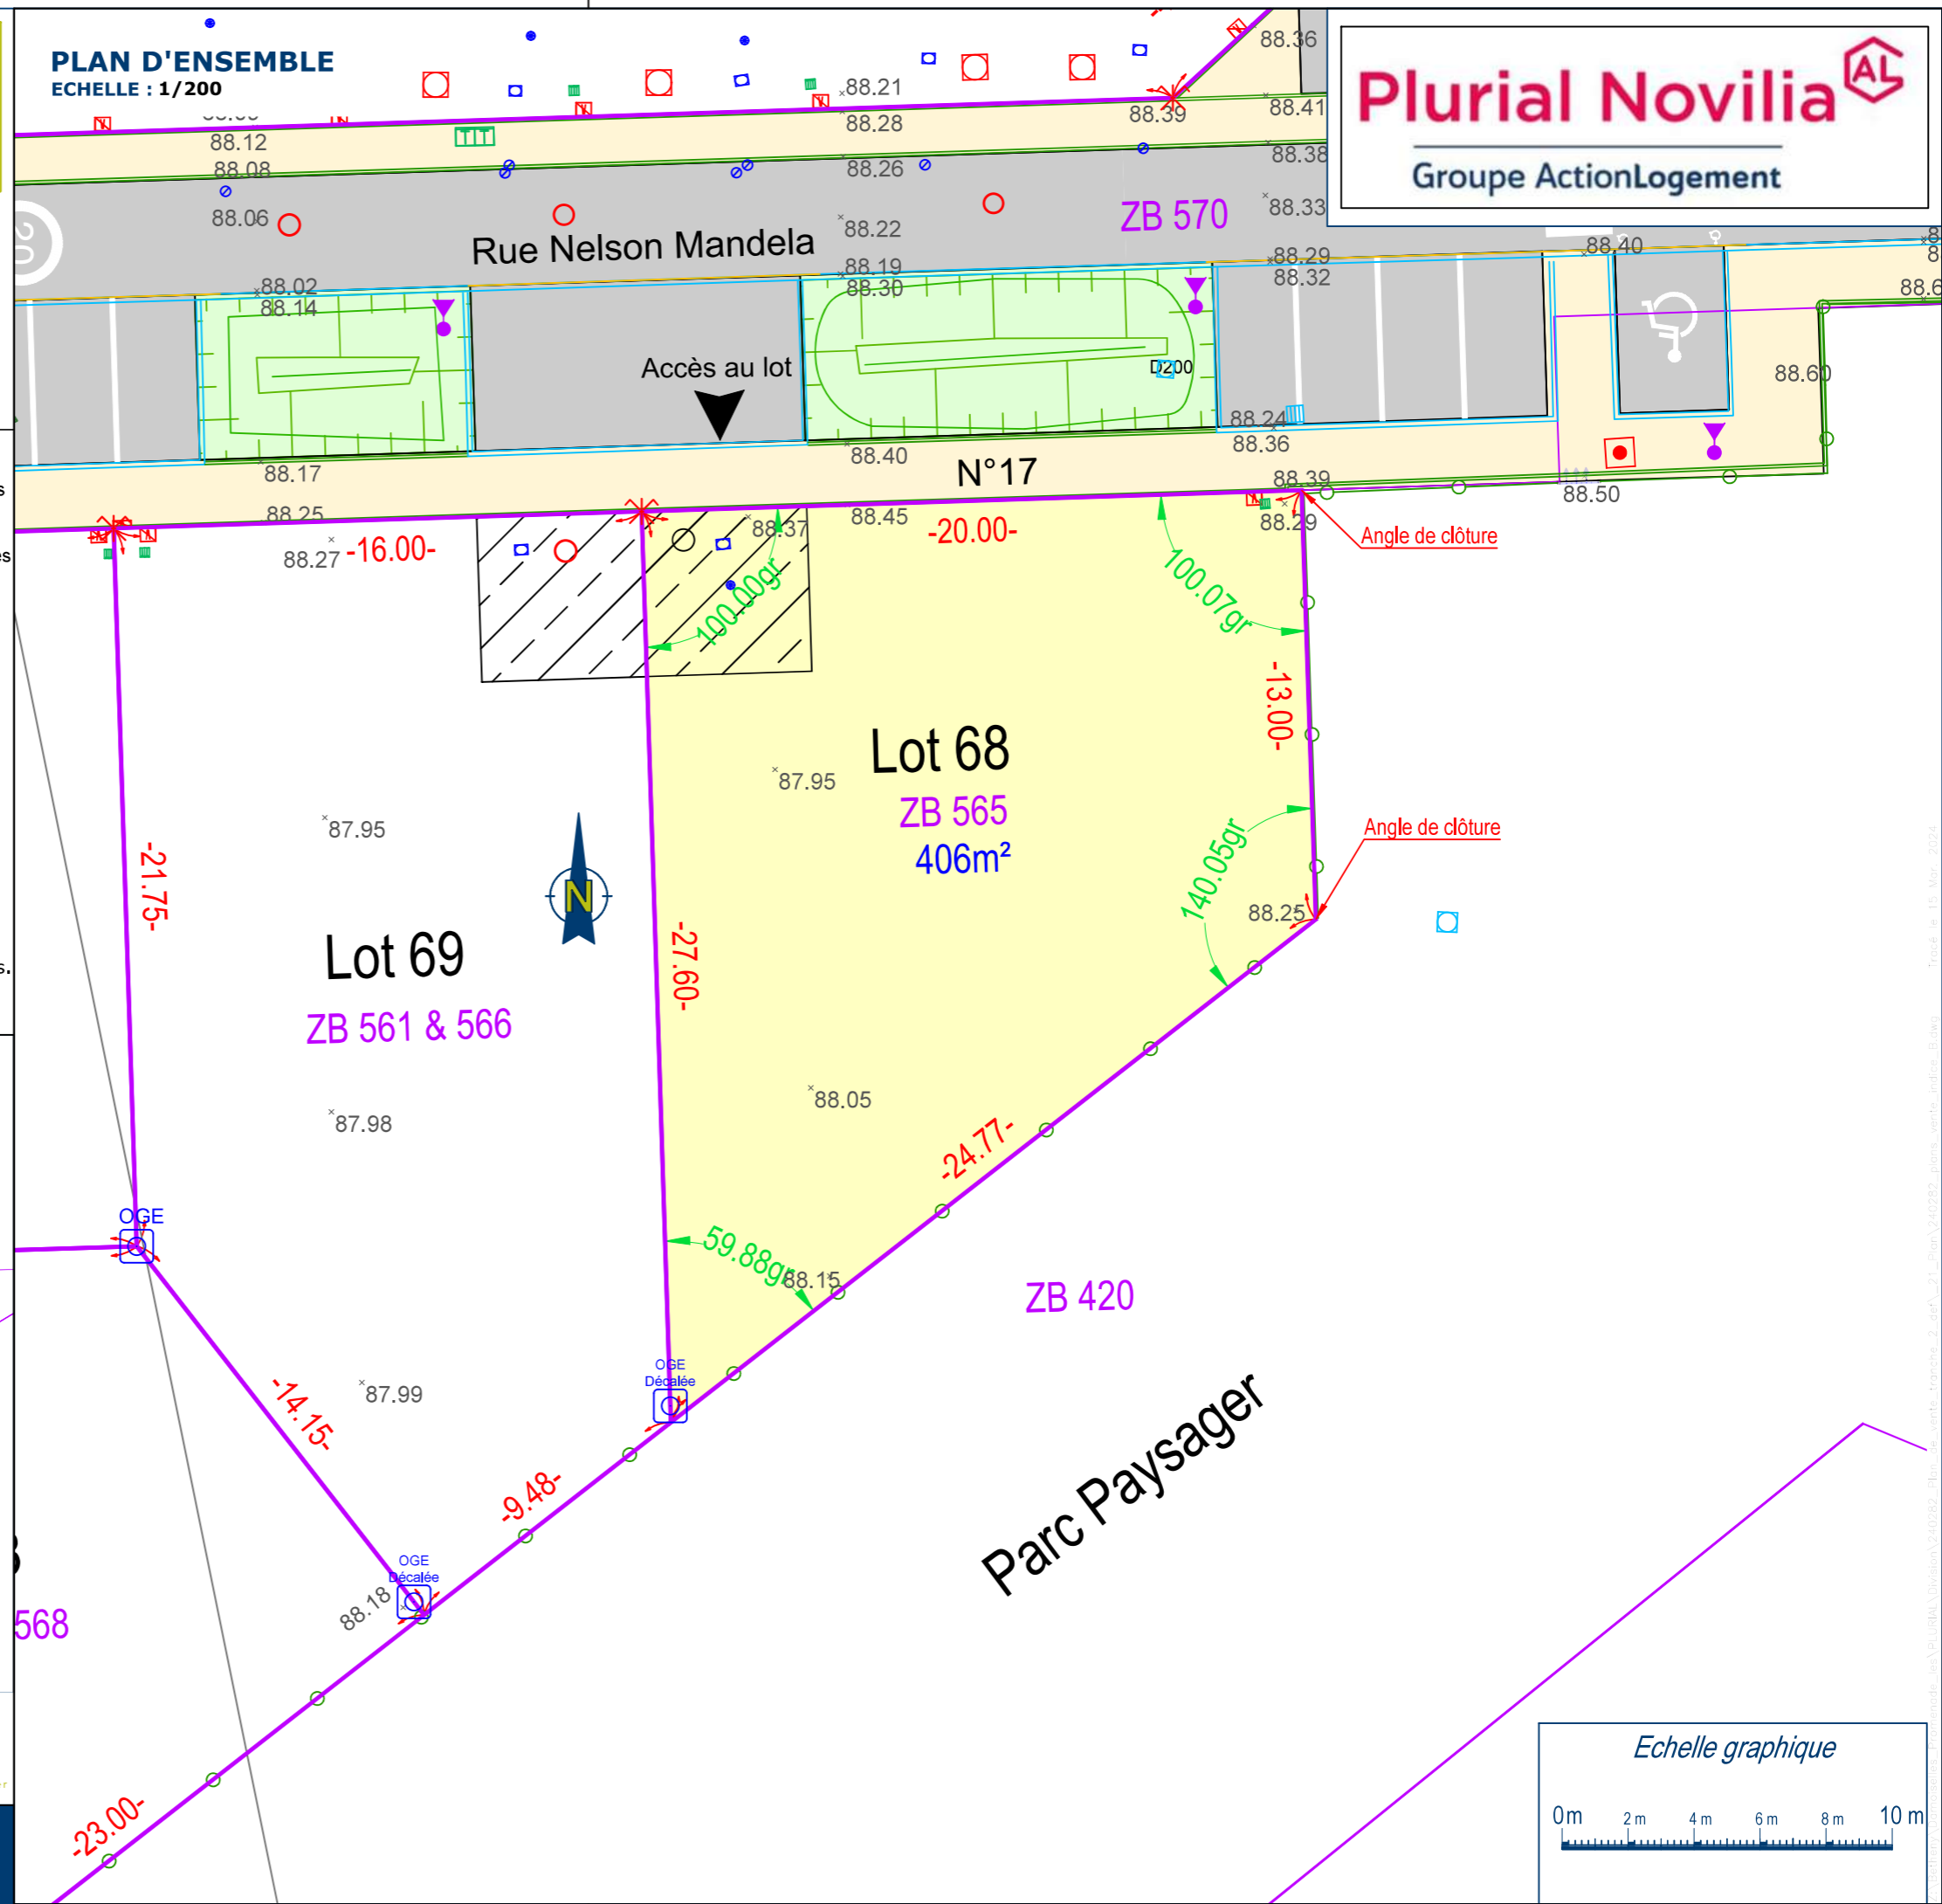 PLAN D'ENSEMBLE
ECHELLE : 1/200
Plurial Novilia
AL
Groupe ActionLogement
88.36
88.21
88.28
88.39
88.41
88.12
88.08
88.26
88.38
88.06
88.22
88.33
ZB 570
Rue Nelson Mandela
88.19
88.30
88.29
88.32
88.40
88.02
88.14
Accès au lot
D200
88.60
88.24
88.36
88.17
88.40
N°17
88.39
88.50
88.25
88.37
88.45
88.29
88.27
-16.00-
-20.00-
Angle de clôture
100.00gr
100.07gr
-13.00-
Lot 68
87.95
ZB 565
87.95
406m²
Angle de clôture
140.05gr
-21.75-
N
88.25
Lot 69
-27.60-
ZB 561 & 566
88.05
87.98
-24.77-
OGE
59.88gr
88.15
ZB 420
OGE
Décalée
87.99
-14.15-
Parc Paysager
-9.48-
OGE
Décalée
88.18
568
-23.00-
Echelle graphique
0m 2 m 4 m 6 m 8 m 10 m